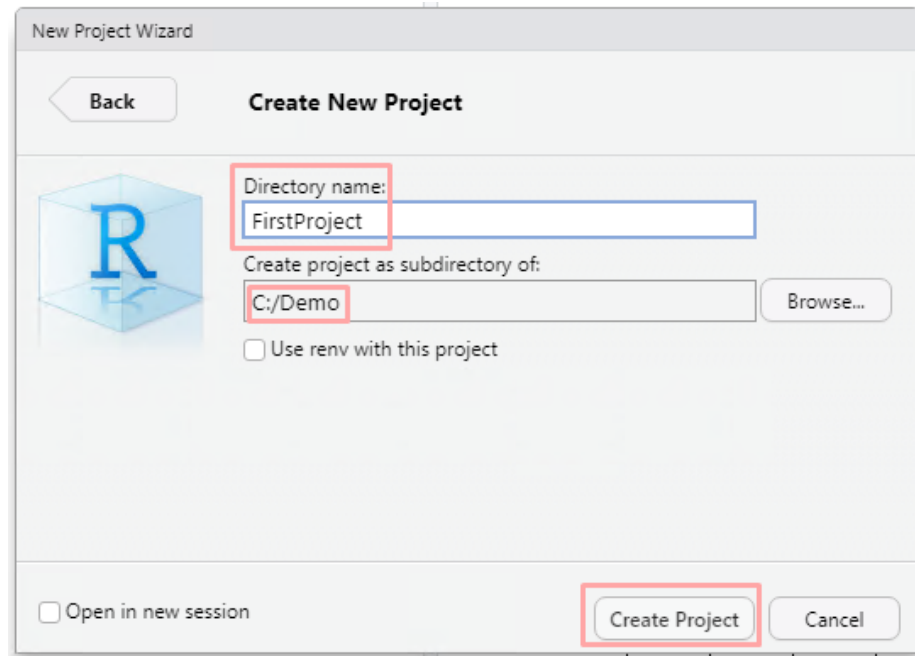 New Project Wizard
Back
Create New Project
R
Directory name:
FirstProject
Create project as subdirectory of:
C:/Demo
Browse...
Use renv with this project
Open in new session
Create Project
Cancel